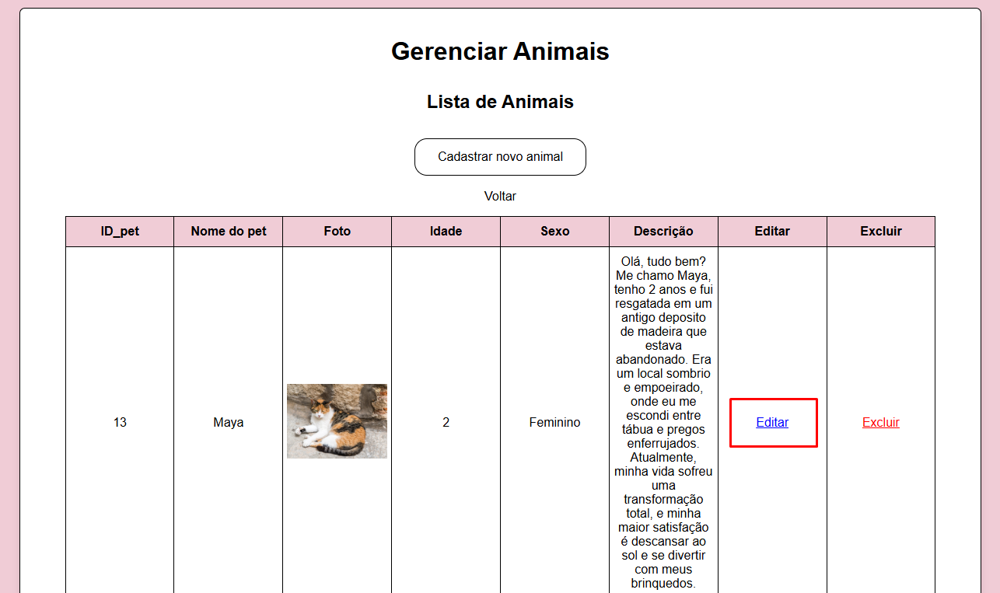 Gerenciar Animais
Lista de Animais
Cadastrar novo animal
Voltar
ID_pet Nome do pet Foto Idade Sexo Descrição Editar Excluir
13 Maya 2 Feminino
Olá, tudo bem?
Me chamo Maya,
tenho 2 anos e fui
resgatada em um
antigo deposito
de madeira que
estava
abandonado. Era
um local sombrio
e empoeirado,
onde eu me
escondi entre
tábua e pregos
enferrujados.
Atualmente,
minha vida sofreu
uma
transformação
total, e minha
maior satisfação
é descansar ao
sol e se divertir
com meus
brinquedos.
Editar Excluir